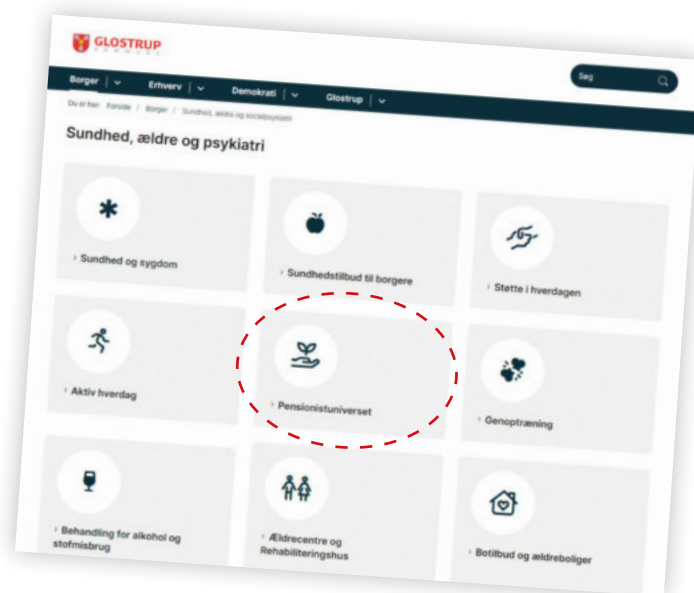 GLOSTRUP
KOMMUNE
Søg
Borger
Erhverv
Demokrati
Glostrup
Du er her: Forside / Borger / Sundhed, ældre og socialpsykiatri
Sundhed, ældre og psykiatri
› Sundhed og sygdom
› Sundhedstilbud til borgere
› Støtte i hverdagen
› Aktiv hverdag
› Pensionistuniverset
› Genoptræning
› Behandling for alkohol og
stofmisbrug
› Ældrecentre og
Rehabiliteringshus
› Botilbud og ældreboliger